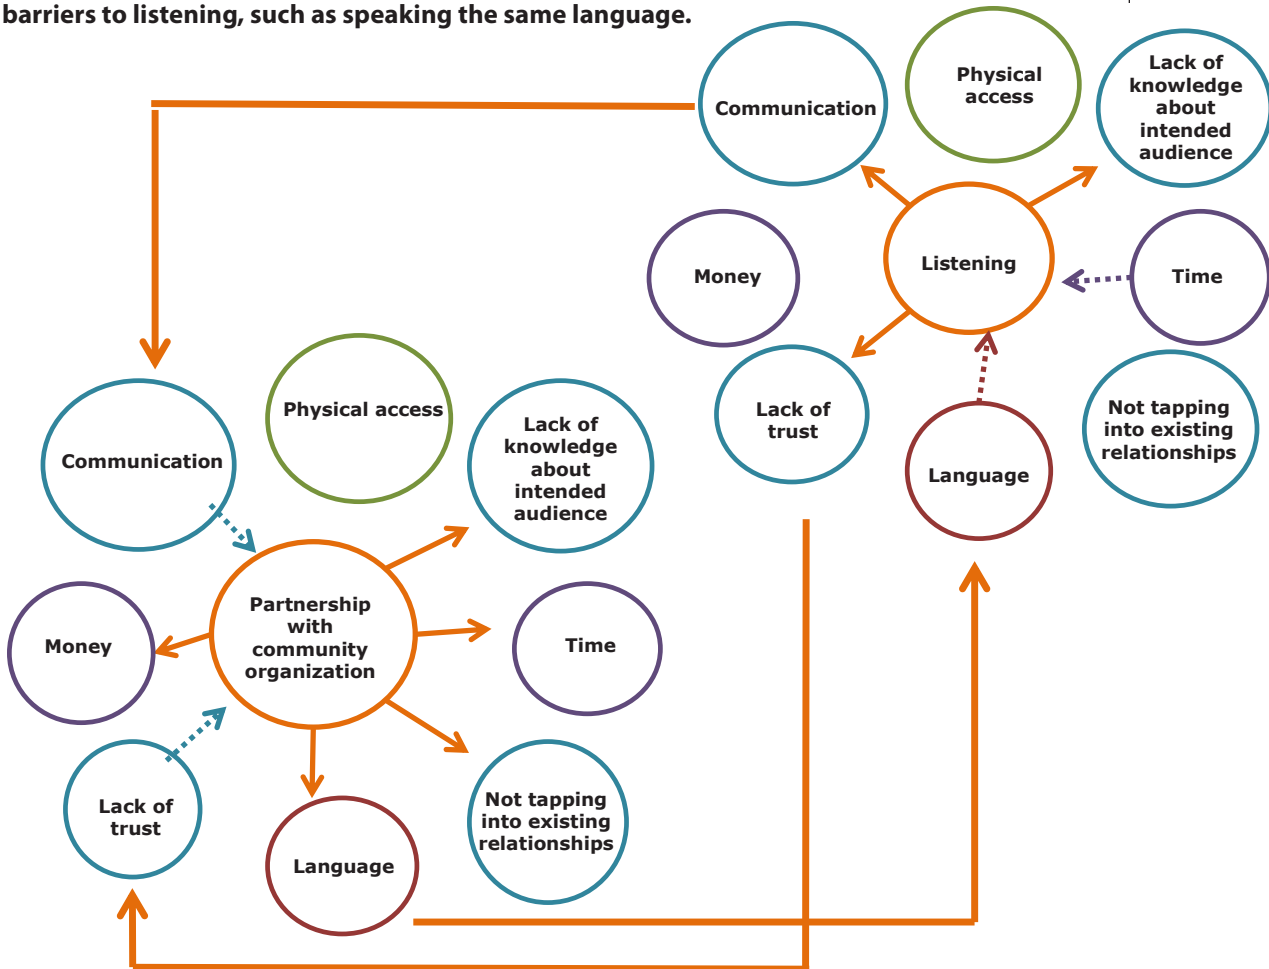 barriers to listening, such as speaking the same language.
Communication
Physical
access
Lack of
knowledge
about
intended
audience
Money
Listening
Time
Lack of
trust
Language
Not tapping
into existing
relationships
Communication
Physical access
Lack of
knowledge
about
intended
audience
Money
Partnership
with
community
organization
Time
Lack of
trust
Language
Not tapping
into existing
relationships